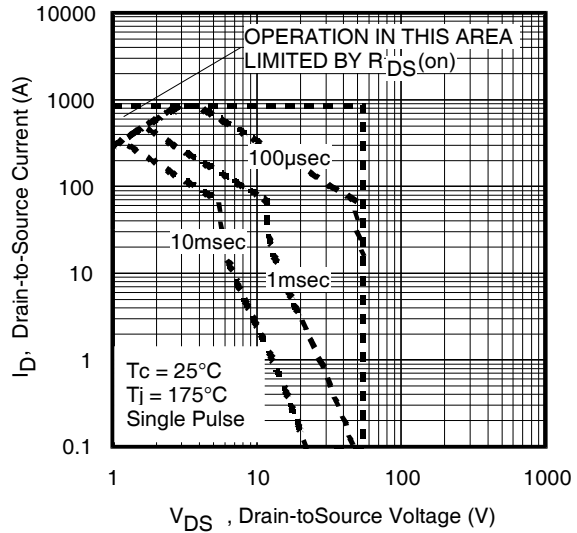 10000
1000
100
10
1
0.1
I_D, Drain-to-Source Current (A)
OPERATION IN THIS AREA
LIMITED BY R_DS(on)
100µsec
10msec
1msec
Tc = 25°C
Tj = 175°C
Single Pulse
1 10 100 1000
V_DS , Drain-toSource Voltage (V)